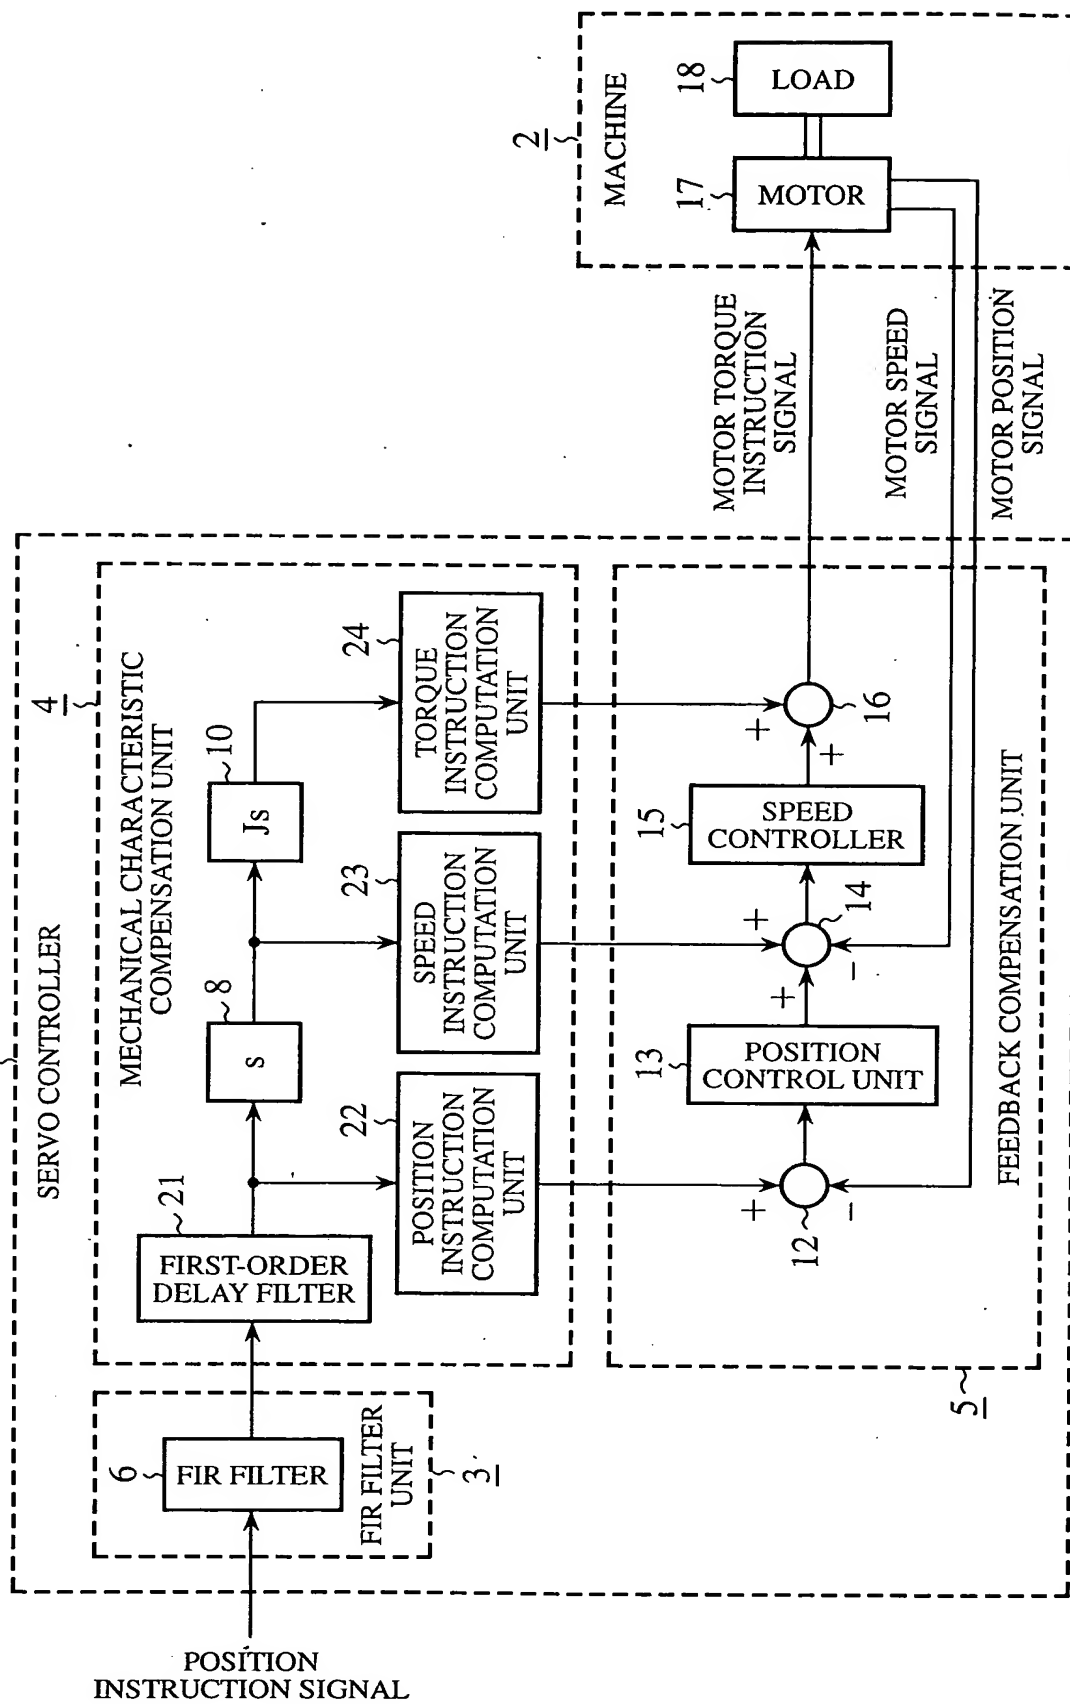 SERVO CONTROLLER
4
MECHANICAL CHARACTERISTIC
COMPENSATION UNIT
POSITION
INSTRUCTION SIGNAL
6
FIR FILTER
FIR FILTER
UNIT
3
21
FIRST-ORDER
DELAY FILTER
8
s
10
Js
22
POSITION
INSTRUCTION
COMPUTATION
UNIT
23
SPEED
INSTRUCTION
COMPUTATION
UNIT
24
TORQUE
INSTRUCTION
COMPUTATION
UNIT
+
12
−
13
POSITION
CONTROL UNIT
+
+
14
−
15
SPEED
CONTROLLER
+
+
16
FEEDBACK COMPENSATION UNIT
5
MOTOR TORQUE
INSTRUCTION
SIGNAL
MOTOR SPEED
SIGNAL
MOTOR POSITION
SIGNAL
2
MACHINE
17
MOTOR
18
LOAD